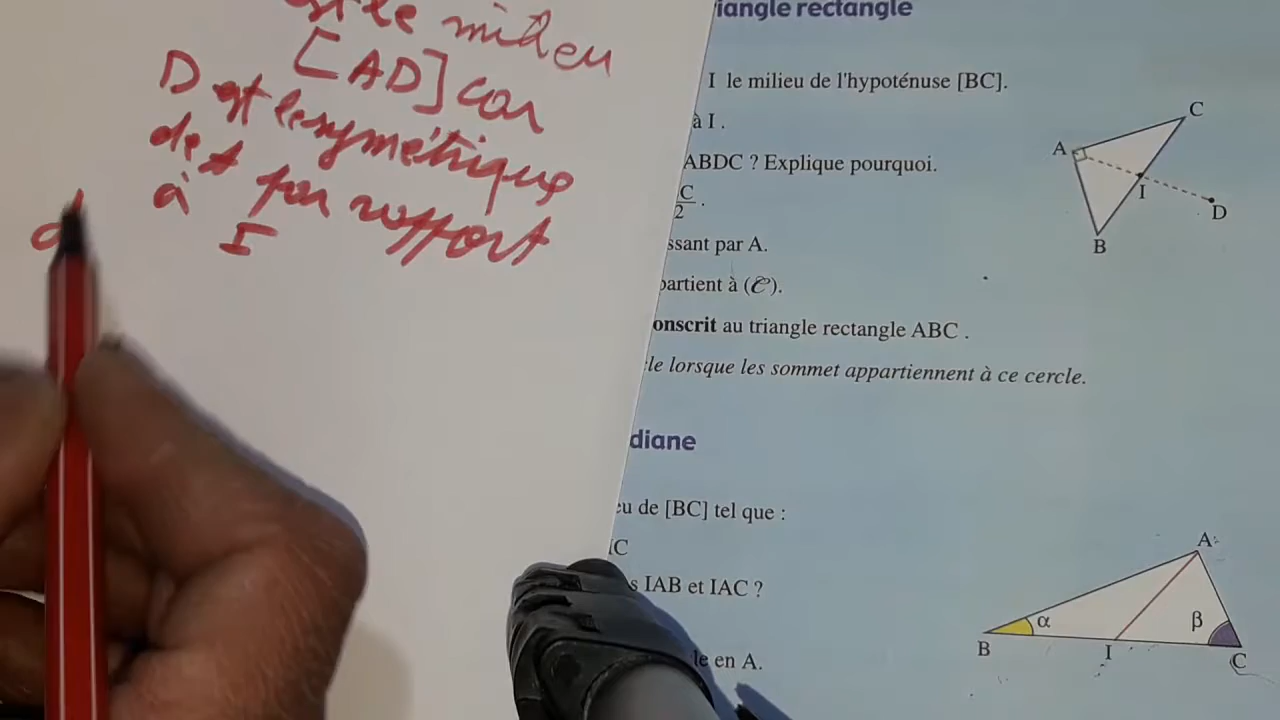 est le milieu
[AD] car
D est le symétrique
de A par rapport
à I
d
iangle rectangle
I le milieu de l'hypoténuse [BC].
à I .
ABDC ? Explique pourquoi.
C
2 .
ssant par A.
partient à (𝒞).
onscrit au triangle rectangle ABC .
le lorsque les sommet appartiennent à ce cercle.
C
A
I
D
B
diane
eu de [BC] tel que :
IC
s IAB et IAC ?
le en A.
A
α
β
B
I
C